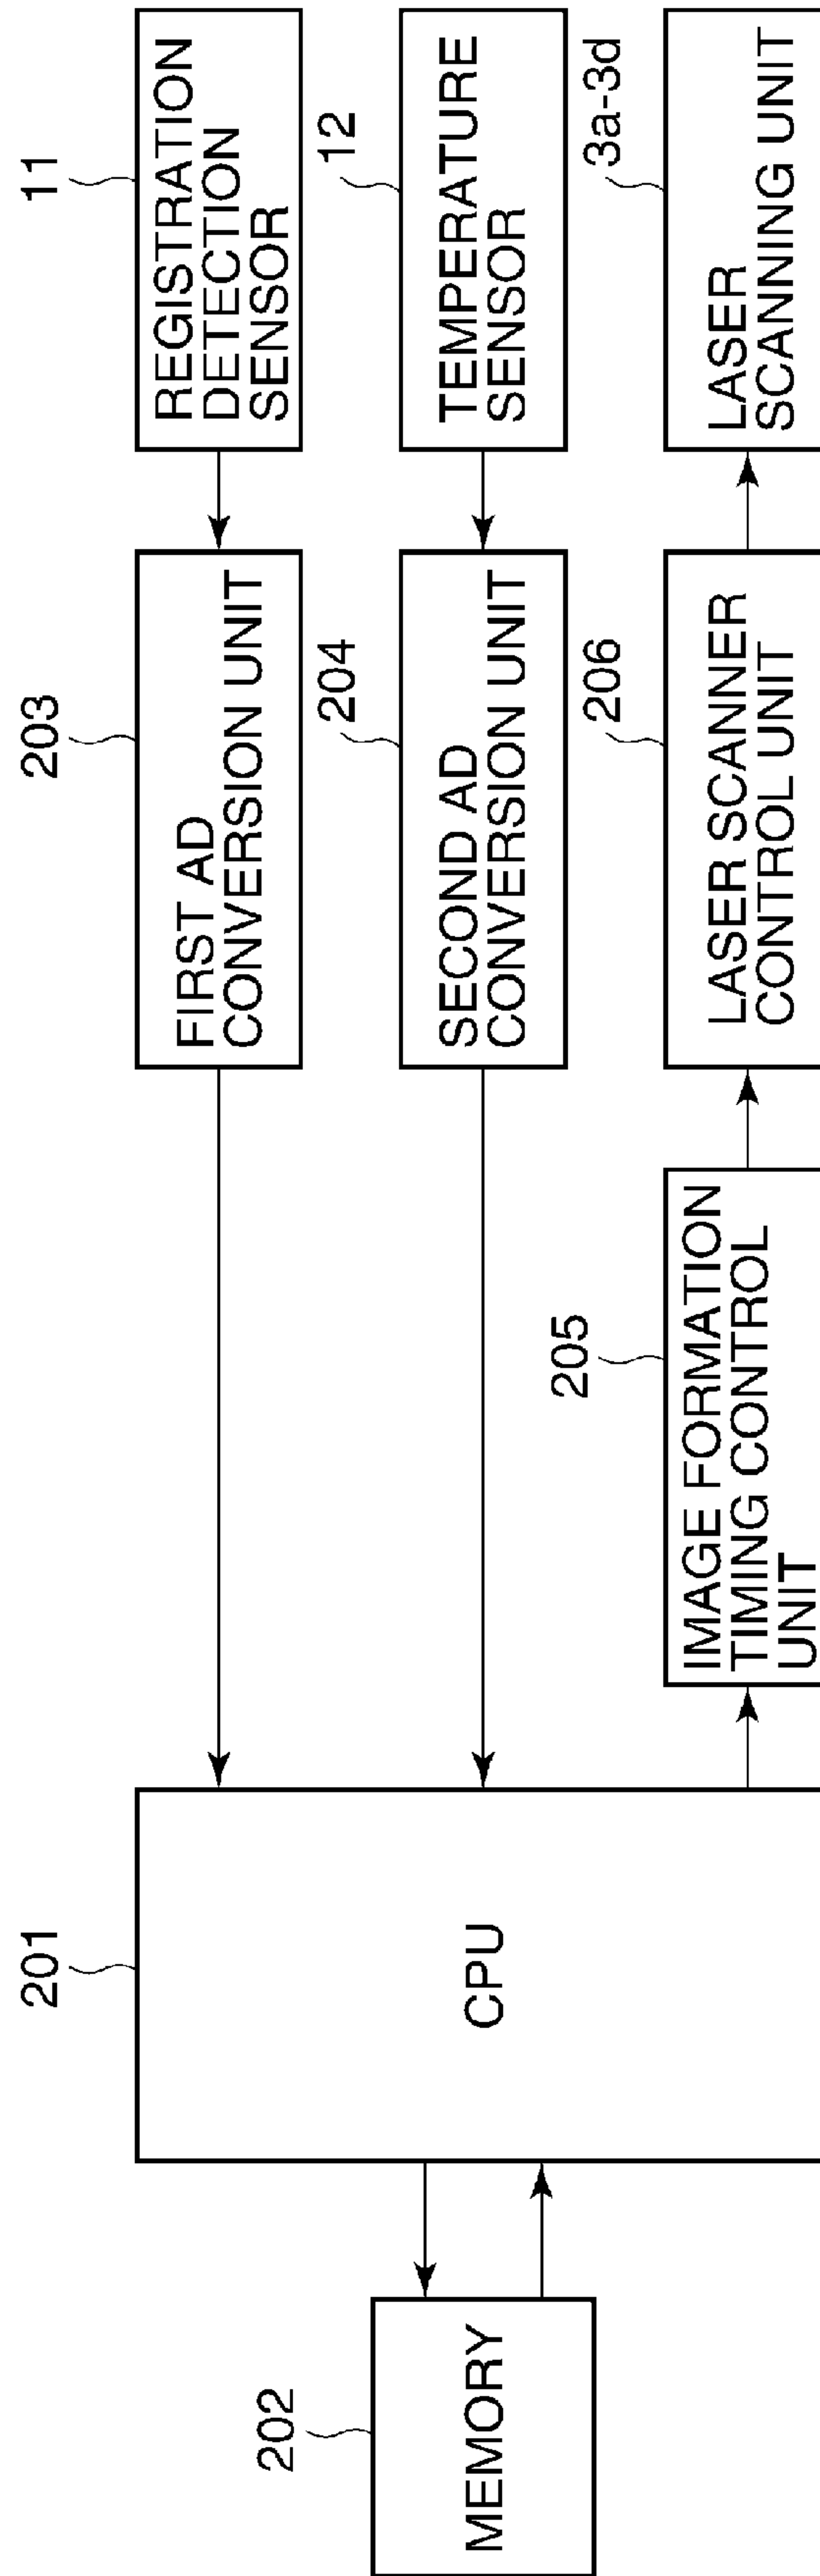 202
MEMORY
201
CPU
203
FIRST AD
CONVERSION UNIT
11
REGISTRATION
DETECTION
SENSOR
204
SECOND AD
CONVERSION UNIT
12
TEMPERATURE
SENSOR
205
IMAGE FORMATION
TIMING CONTROL
UNIT
206
LASER SCANNER
CONTROL UNIT
3a-3d
LASER
SCANNING UNIT